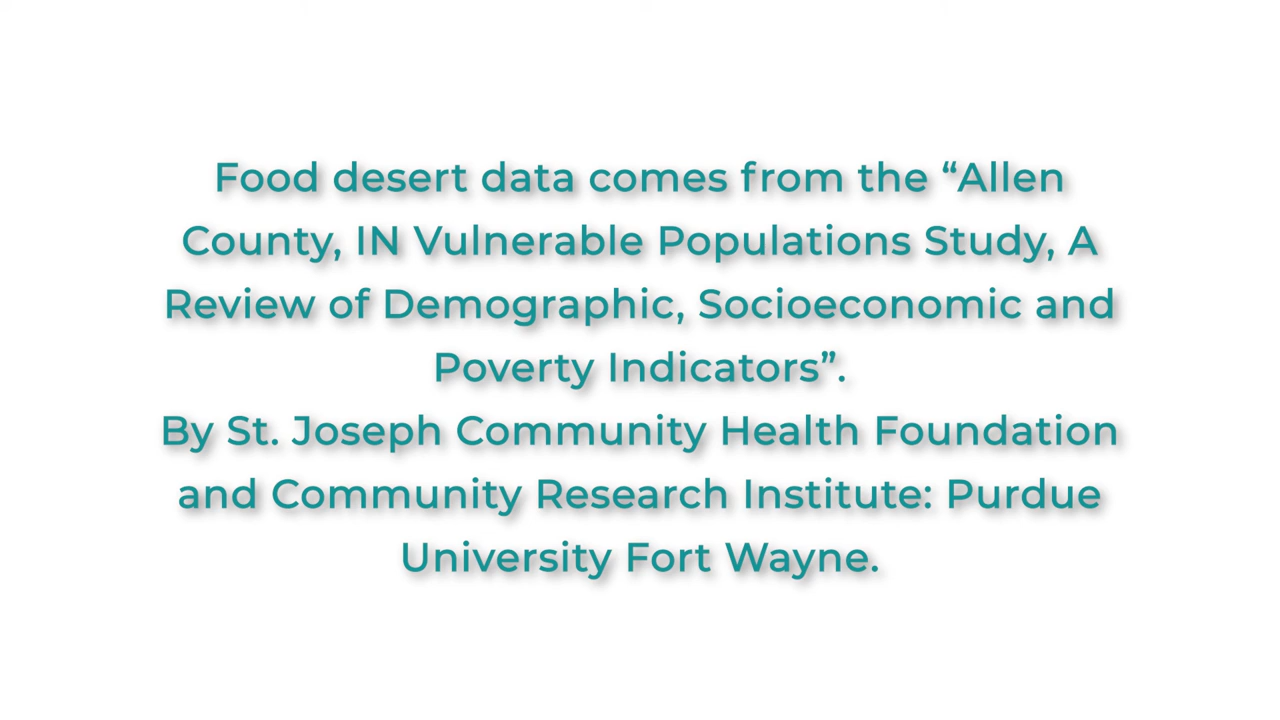 Food desert data comes from the “Allen
County, IN Vulnerable Populations Study, A
Review of Demographic, Socioeconomic and
Poverty Indicators”.
By St. Joseph Community Health Foundation
and Community Research Institute: Purdue
University Fort Wayne.